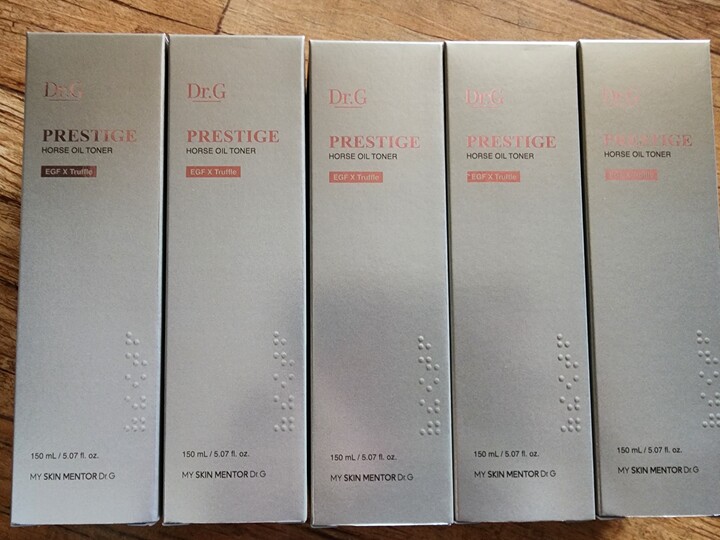 Dr.G
PRESTIGE
HORSE OIL TONER
EGF X Truffle
150 mL / 5.07 fl. oz.
MY SKIN MENTOR Dr.G
Dr.G
PRESTIGE
HORSE OIL TONER
EGF X Truffle
150 mL / 5.07 fl. oz.
MY SKIN MENTOR Dr.G
Dr.G
PRESTIGE
HORSE OIL TONER
EGF X Truffle
150 mL / 5.07 fl. oz.
MY SKIN MENTOR Dr.G
Dr.G
PRESTIGE
HORSE OIL TONER
EGF X Truffle
150 mL / 5.07 fl. oz.
MY SKIN MENTOR Dr.G
Dr.G
PRESTIGE
HORSE OIL TONER
150 mL / 5.07 fl. oz.
MY SKIN MENTOR Dr.G